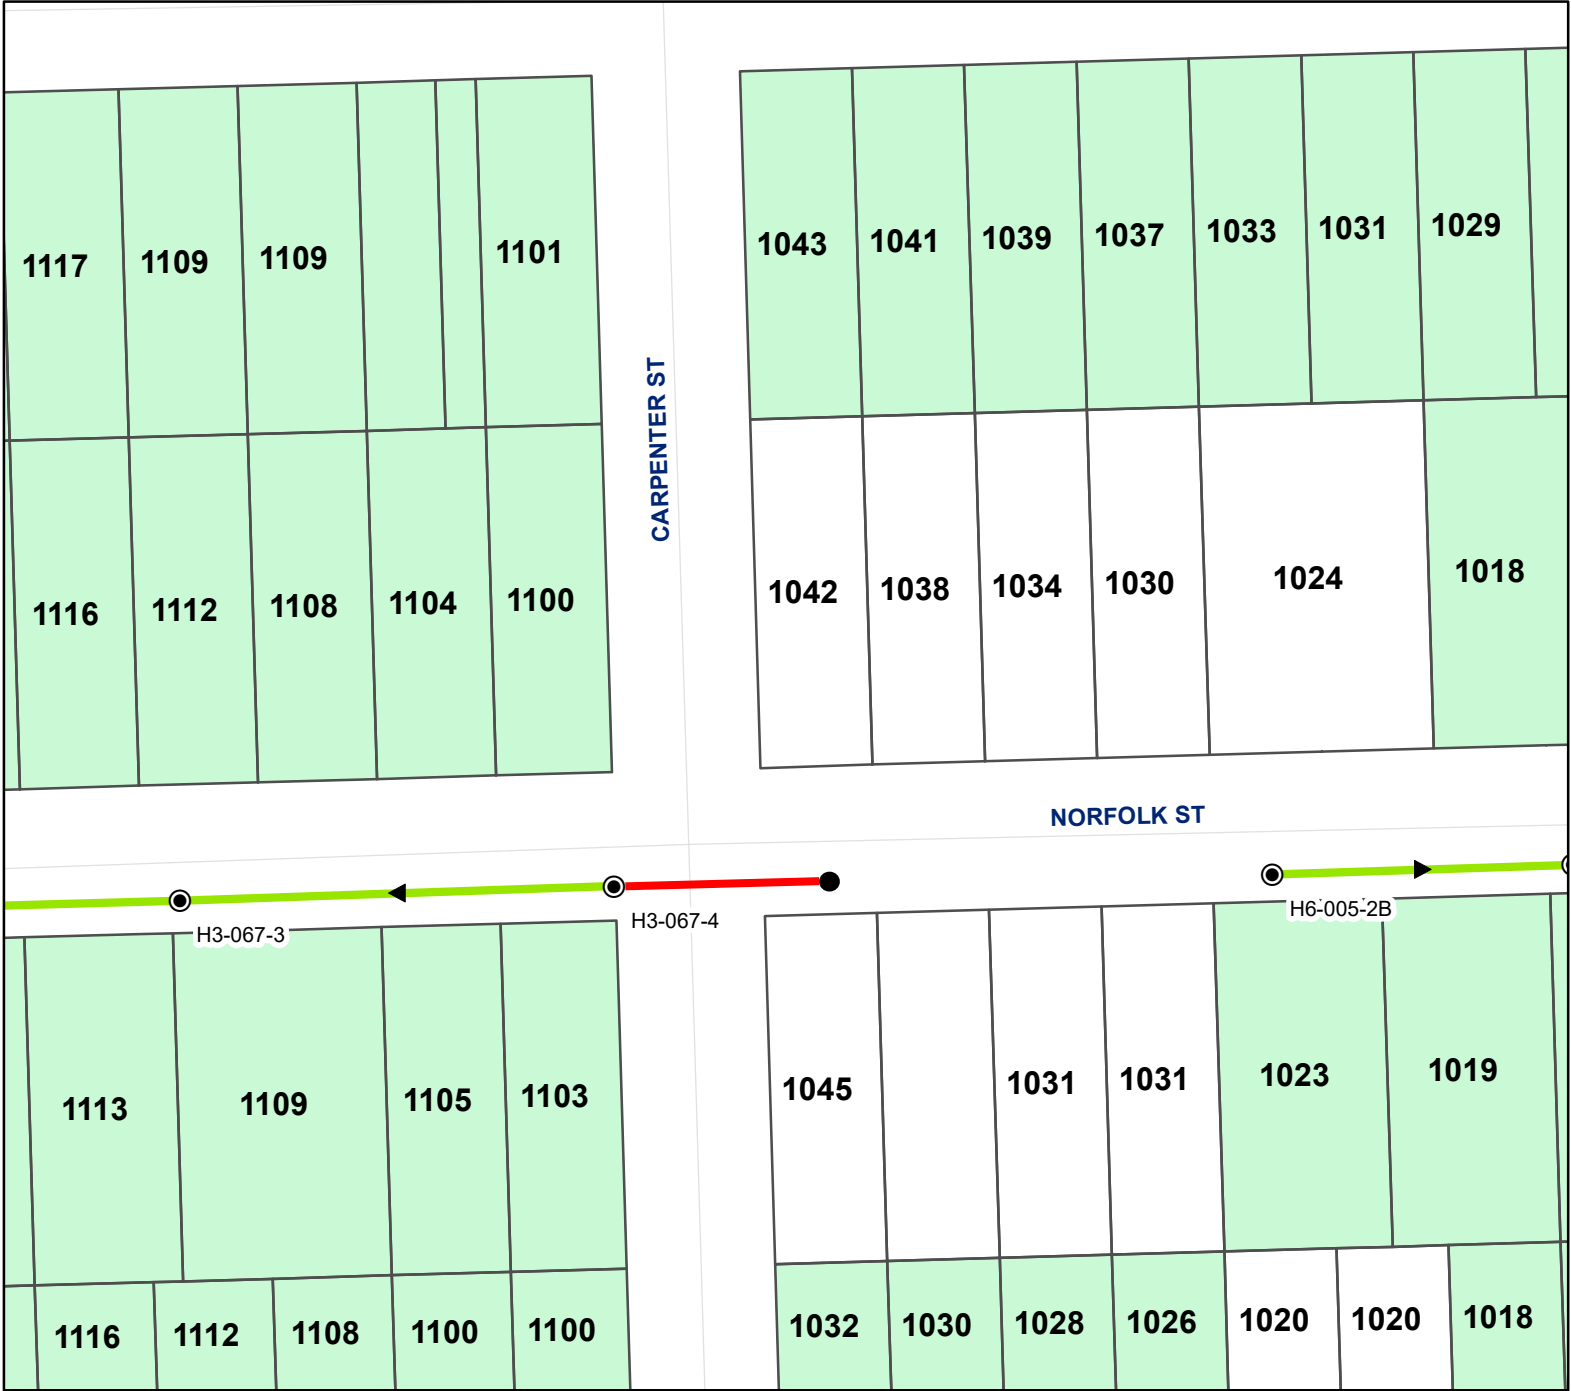 1117 1109 1109 1101
1043 1041 1039 1037 1033 1031 1029
CARPENTER ST
1116 1112 1108 1104 1100
1042 1038 1034 1030 1024 1018
NORFOLK ST
H3-067-3 H3-067-4 H6-005-2B
1113 1109 1105 1103
1045 1031 1031 1023 1019
1116 1112 1108 1100 1100
1032 1030 1028 1026 1020 1020 1018